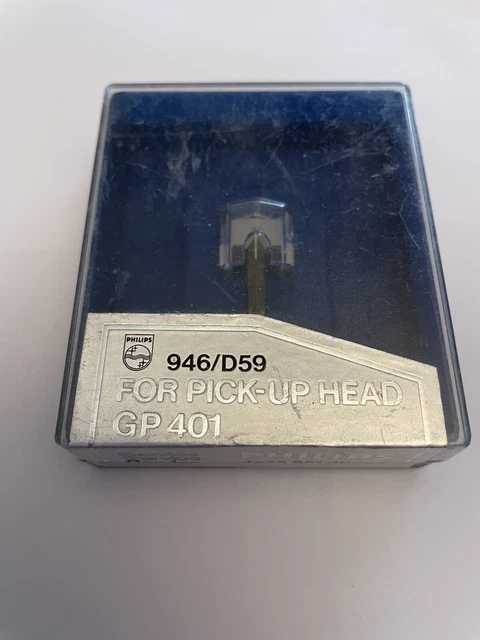 PHILIPS
946/D59
FOR PICK-UP HEAD
GP 401